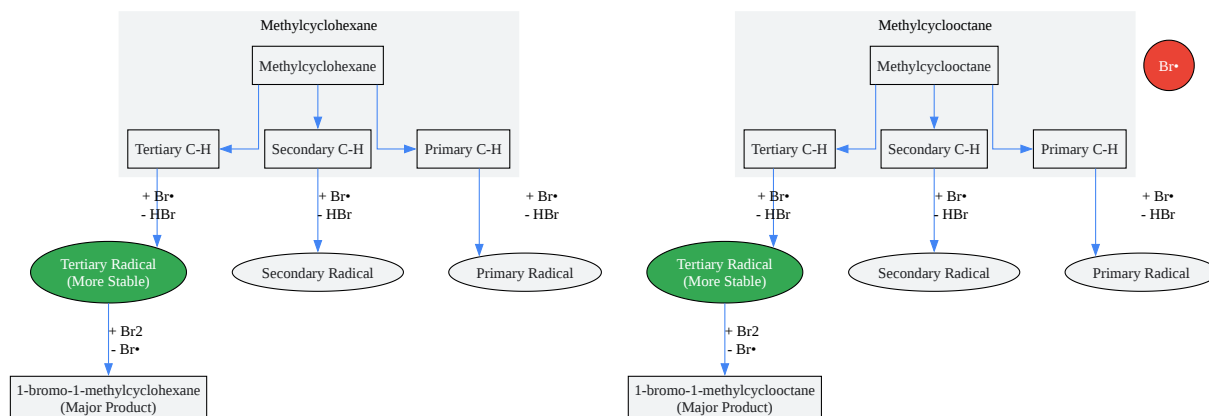 Methylcyclohexane
Methylcyclooctane
Methylcyclohexane
Methylcyclooctane
Br•
Tertiary C-H
Secondary C-H
Primary C-H
Tertiary C-H
Secondary C-H
Primary C-H
+ Br•
- HBr
+ Br•
- HBr
+ Br•
- HBr
+ Br•
- HBr
+ Br•
- HBr
+ Br•
- HBr
Tertiary Radical
(More Stable)
Secondary Radical
Primary Radical
Tertiary Radical
(More Stable)
Secondary Radical
Primary Radical
+ Br2
- Br•
+ Br2
- Br•
1-bromo-1-methylcyclohexane
(Major Product)
1-bromo-1-methylcyclooctane
(Major Product)